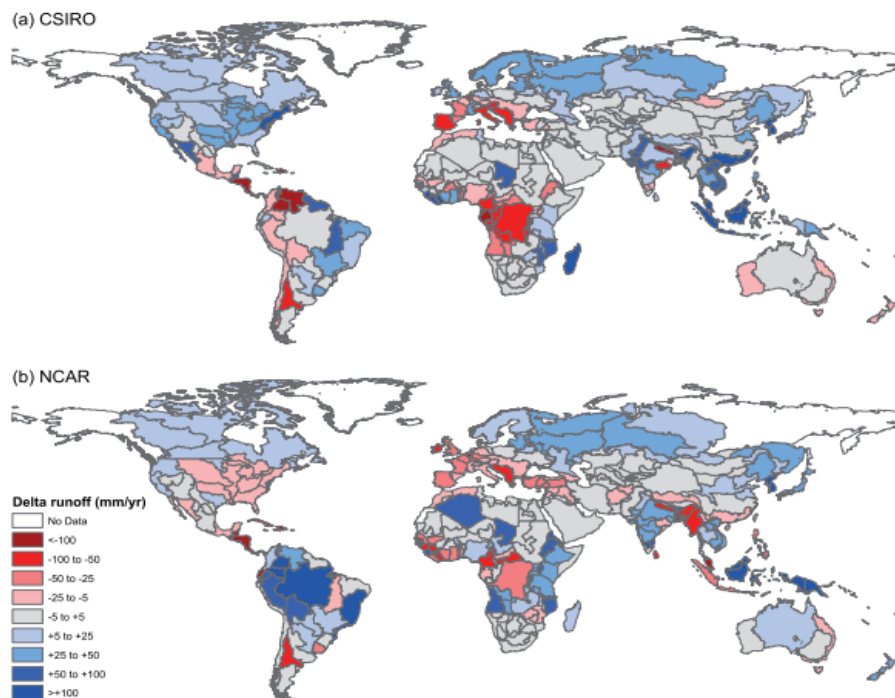 (a) CSIRO
(b) NCAR
Delta runoff (mm/yr)
No Data
<-100
-100 to -50
-50 to -25
-25 to -5
-5 to +5
+5 to +25
+25 to +50
+50 to +100
>+100